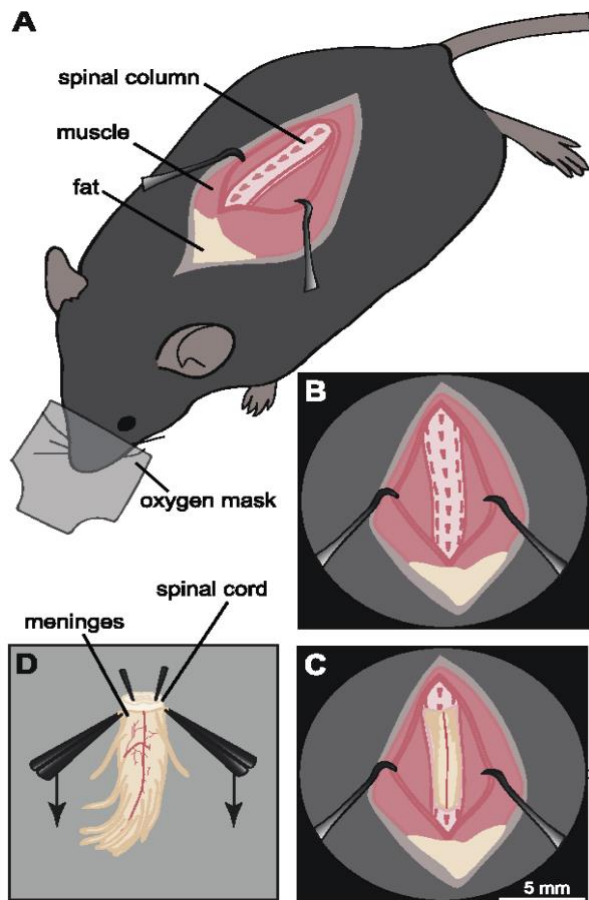 A
spinal column
muscle
fat
oxygen mask
B
spinal cord
meninges
D
C
5 mm